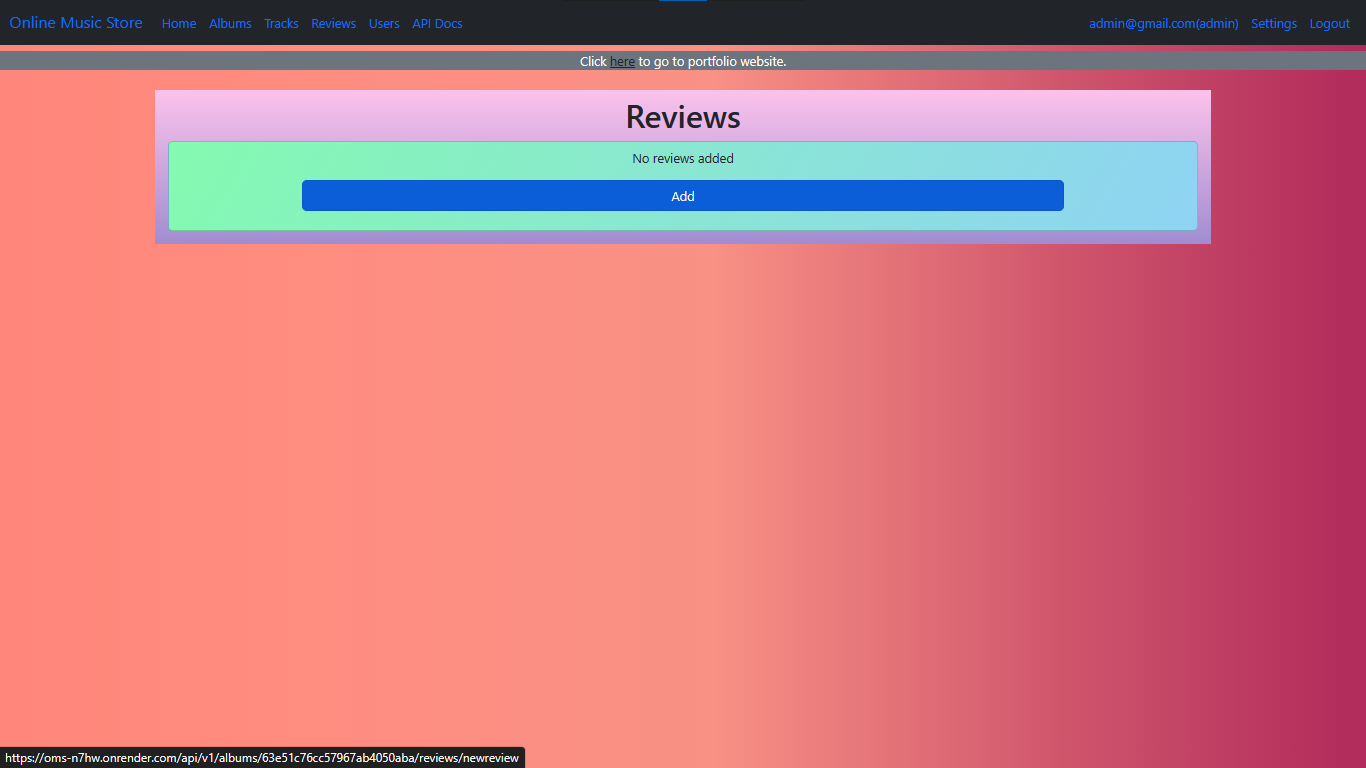 Online Music Store Home Albums Tracks Reviews Users API Docs admin@gmail.com(admin) Settings Logout
Click here to go to portfolio website.
Reviews
No reviews added
Add
https://oms-n7hw.onrender.com/api/v1/albums/63e51c76cc57967ab4050aba/reviews/newreview